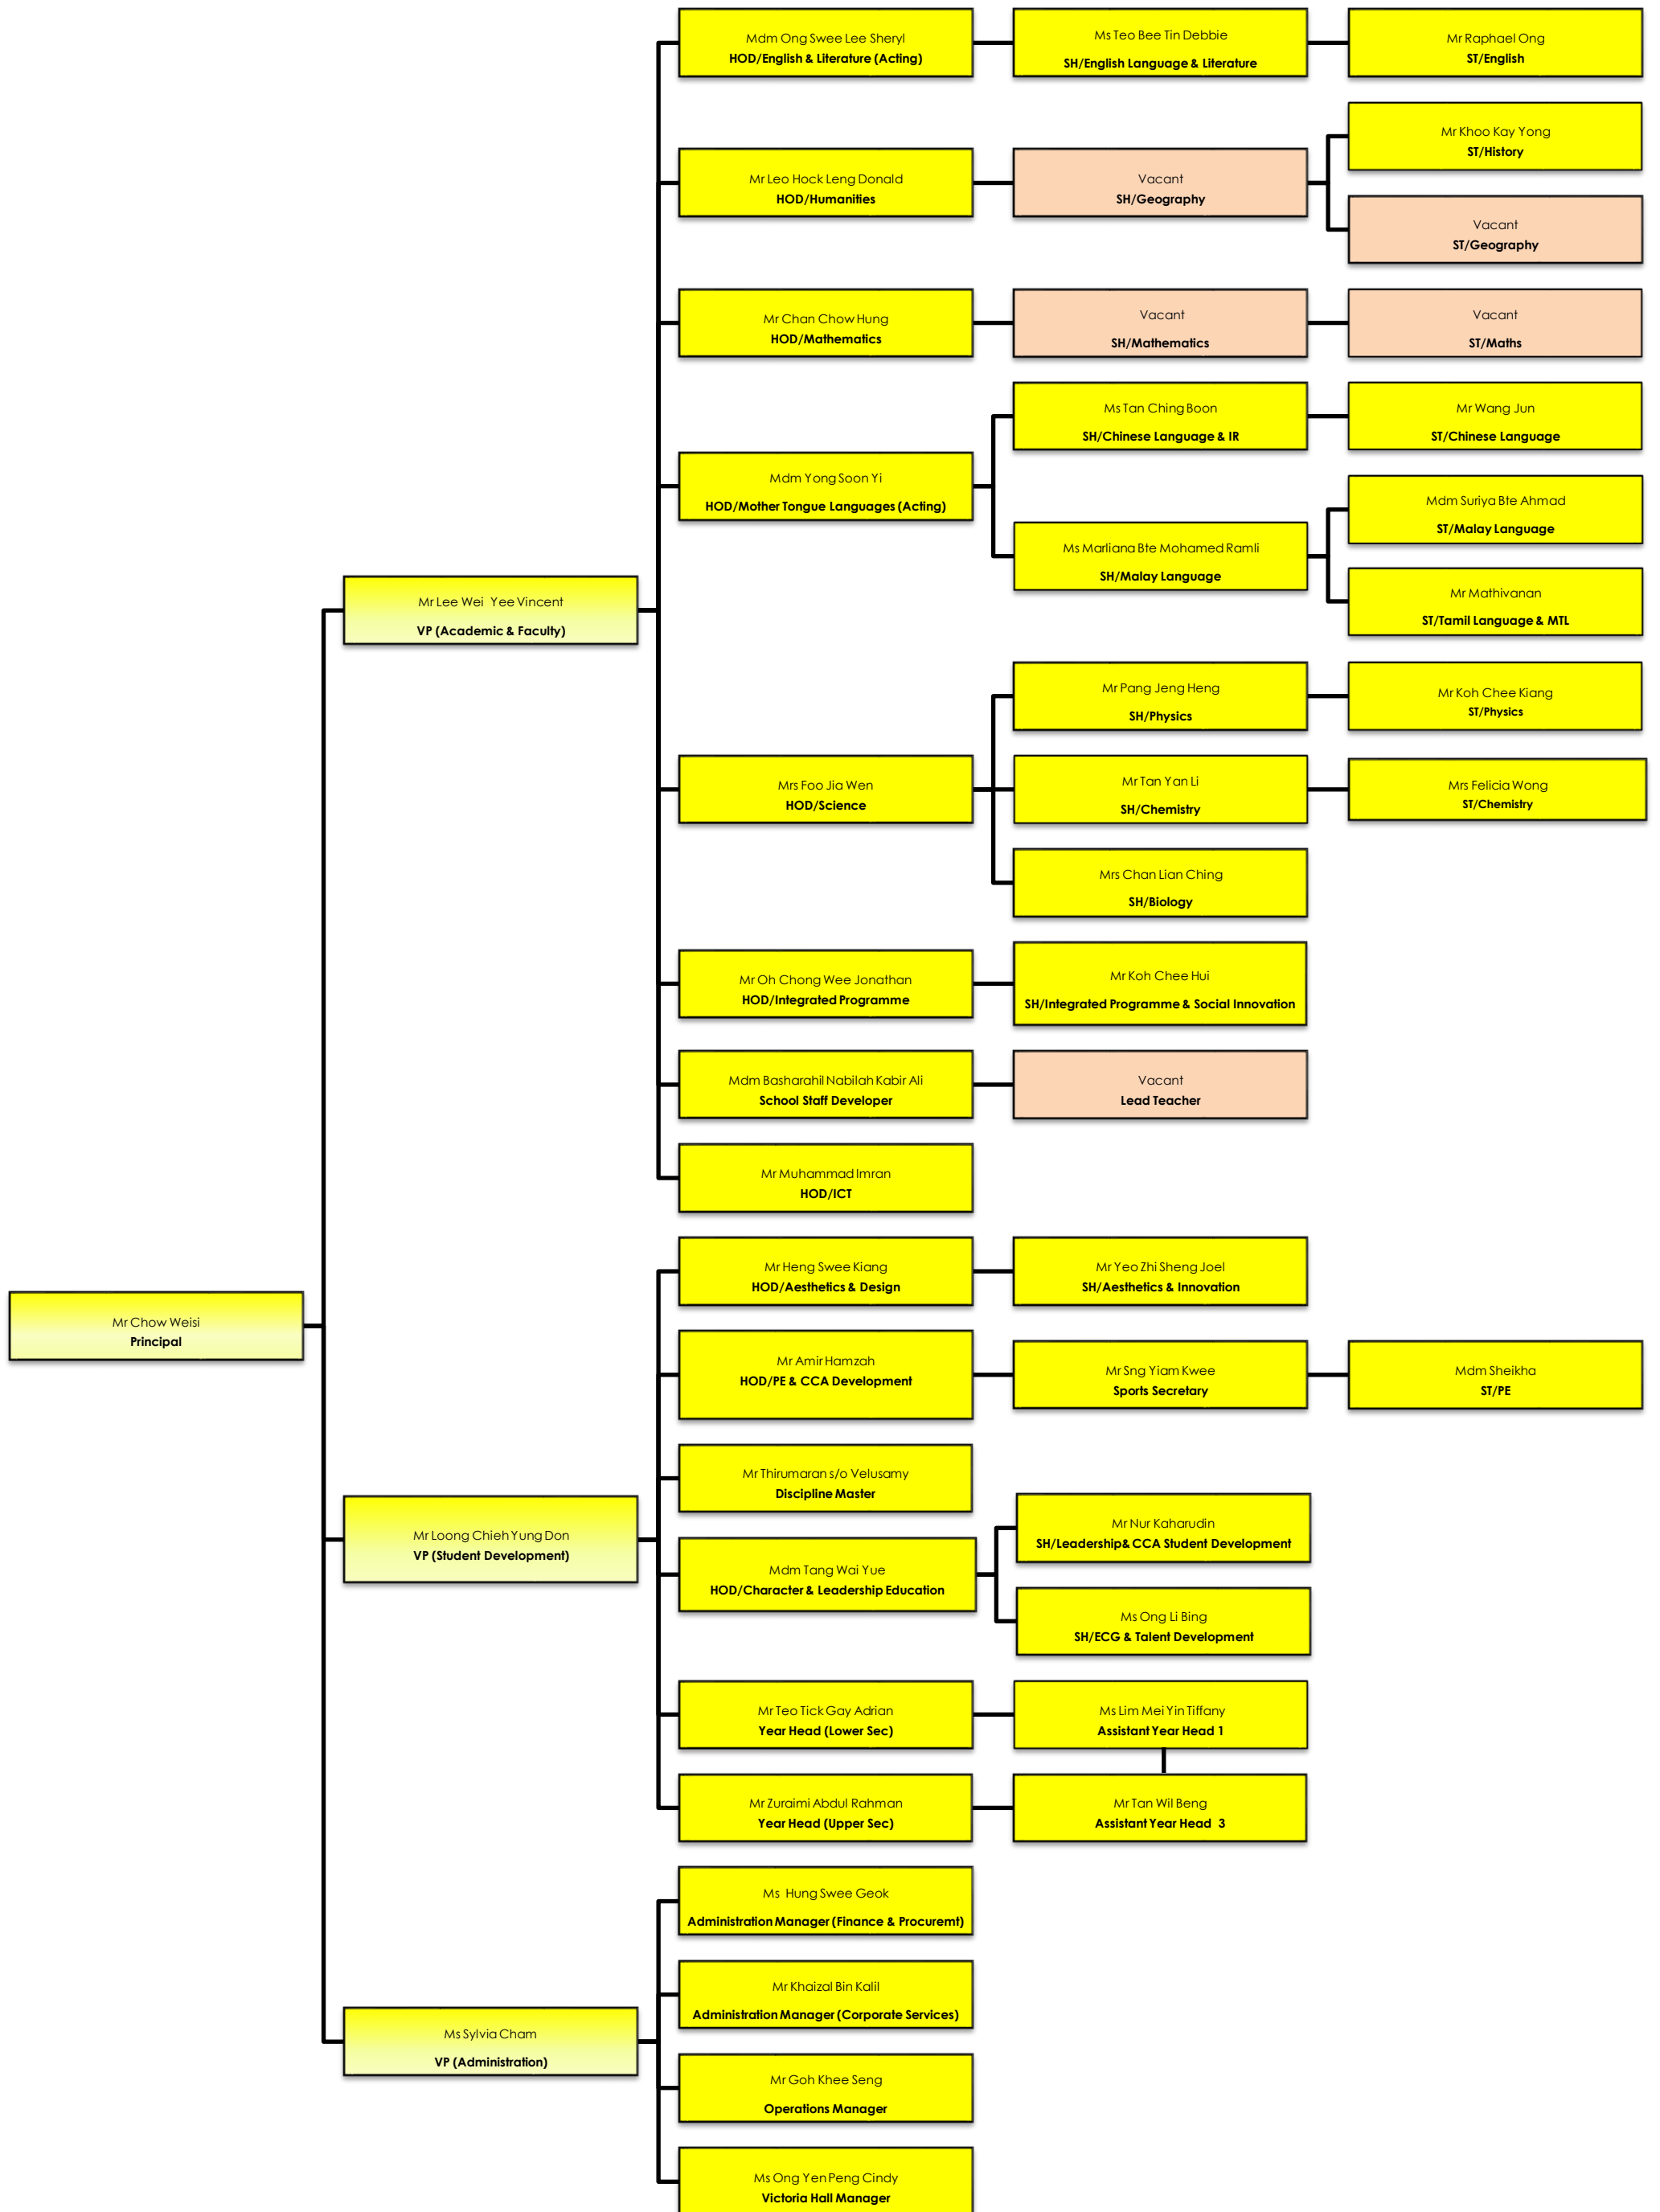 Mdm Ong Swee Lee Sheryl
HOD/English & Literature (Acting)
Ms Teo Bee Tin Debbie
SH/English Language & Literature
Mr Raphael Ong
ST/English
Mr Khoo Kay Yong
ST/History
Mr Leo Hock Leng Donald
HOD/Humanities
Vacant
SH/Geography
Vacant
ST/Geography
Mr Chan Chow Hung
HOD/Mathematics
Vacant
SH/Mathematics
Vacant
ST/Maths
Ms Tan Ching Boon
SH/Chinese Language & IR
Mr Wang Jun
ST/Chinese Language
Mdm Yong Soon Yi
HOD/Mother Tongue Languages (Acting)
Mdm Suriya Bte Ahmad
ST/Malay Language
Ms Marliana Bte Mohamed Ramli
SH/Malay Language
Mr Mathivanan
ST/Tamil Language & MTL
Mr Lee Wei Yee Vincent
VP (Academic & Faculty)
Mr Pang Jeng Heng
SH/Physics
Mr Koh Chee Kiang
ST/Physics
Mrs Foo Jia Wen
HOD/Science
Mr Tan Yan Li
SH/Chemistry
Mrs Felicia Wong
ST/Chemistry
Mrs Chan Lian Ching
SH/Biology
Mr Oh Chong Wee Jonathan
HOD/Integrated Programme
Mr Koh Chee Hui
SH/Integrated Programme & Social Innovation
Mdm Basharahil Nabilah Kabir Ali
School Staff Developer
Vacant
Lead Teacher
Mr Muhammad Imran
HOD/ICT
Mr Heng Swee Kiang
HOD/Aesthetics & Design
Mr Yeo Zhi Sheng Joel
SH/Aesthetics & Innovation
Mr Chow Weisi
Principal
Mr Amir Hamzah
HOD/PE & CCA Development
Mr Sng Yiam Kwee
Sports Secretary
Mdm Sheikha
ST/PE
Mr Thirumaran s/o Velusamy
Discipline Master
Mr Loong Chieh Yung Don
VP (Student Development)
Mr Nur Kaharudin
SH/Leadership& CCA Student Development
Mdm Tang Wai Yue
HOD/Character & Leadership Education
Ms Ong Li Bing
SH/ECG & Talent Development
Mr Teo Tick Gay Adrian
Year Head (Lower Sec)
Ms Lim Mei Yin Tiffany
Assistant Year Head 1
Mr Zuraimi Abdul Rahman
Year Head (Upper Sec)
Mr Tan Wil Beng
Assistant Year Head 3
Ms Hung Swee Geok
Administration Manager (Finance & Procuremt)
Mr Khaizal Bin Kalil
Administration Manager (Corporate Services)
Ms Sylvia Cham
VP (Administration)
Mr Goh Khee Seng
Operations Manager
Ms Ong Yen Peng Cindy
Victoria Hall Manager